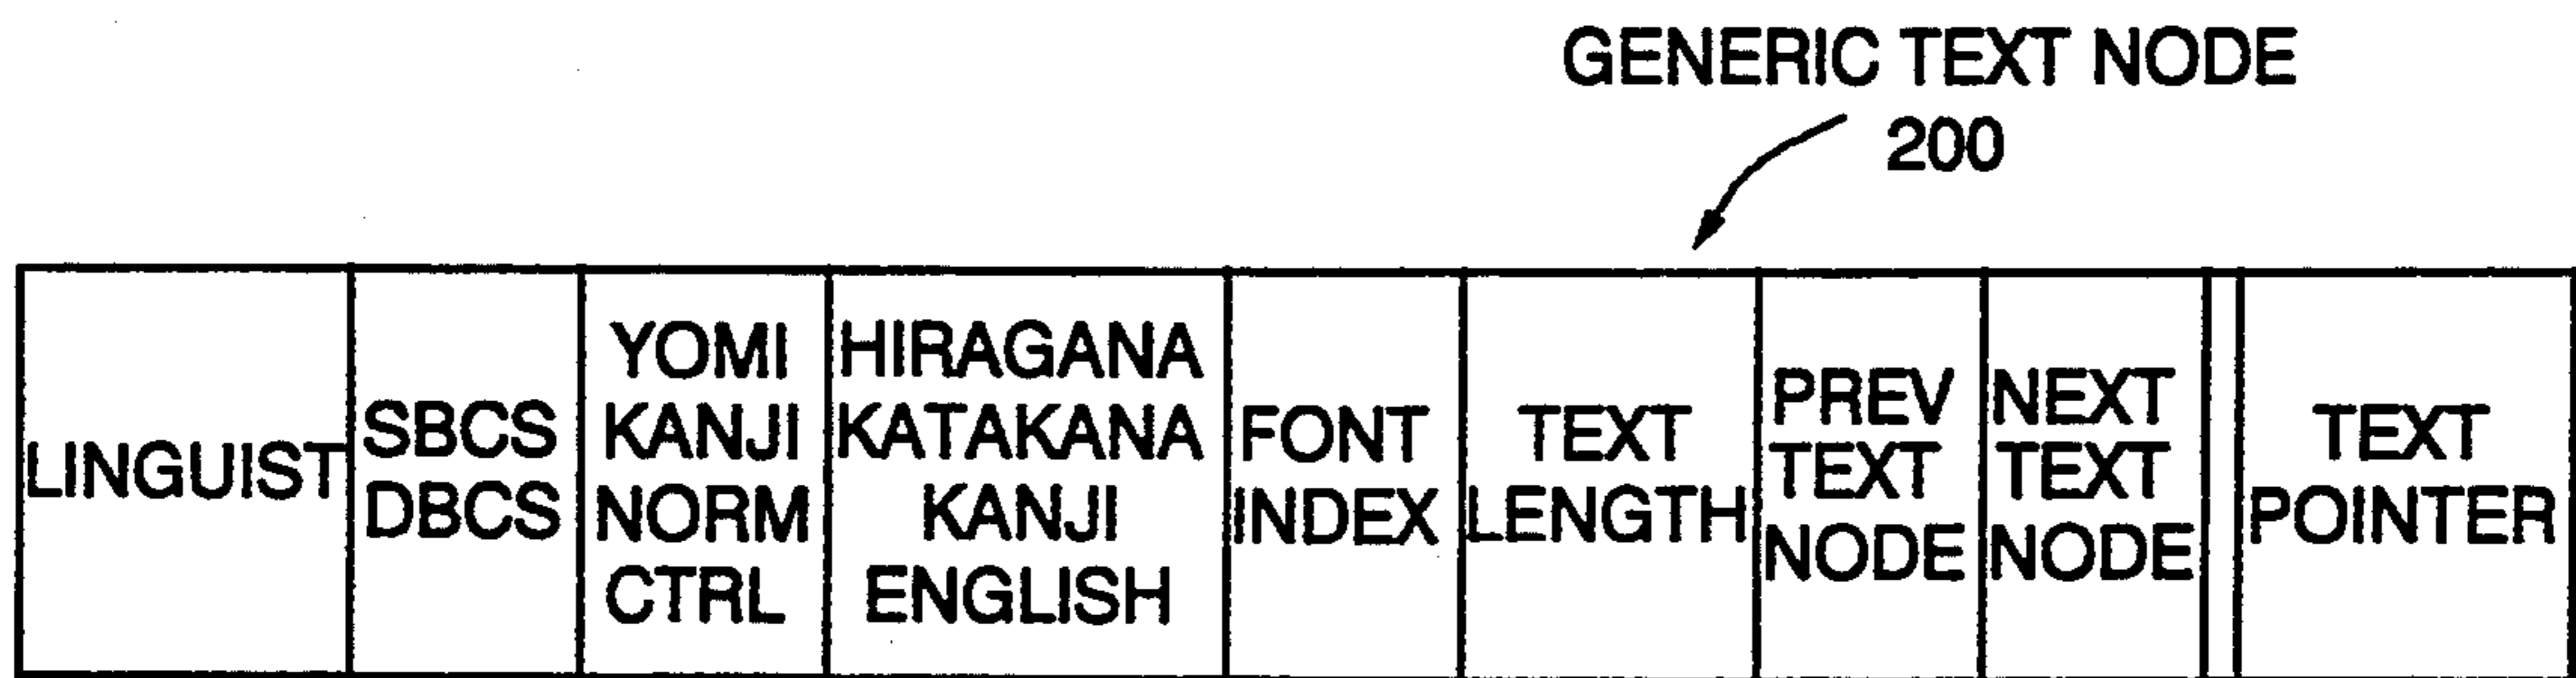 GENERIC TEXT NODE
200
LINGUIST
SBCS
DBCS
YOMI
KANJI
NORM
CTRL
HIRAGANA
KATAKANA
KANJI
ENGLISH
FONT
INDEX
TEXT
LENGTH
PREV
TEXT
NODE
NEXT
TEXT
NODE
TEXT
POINTER